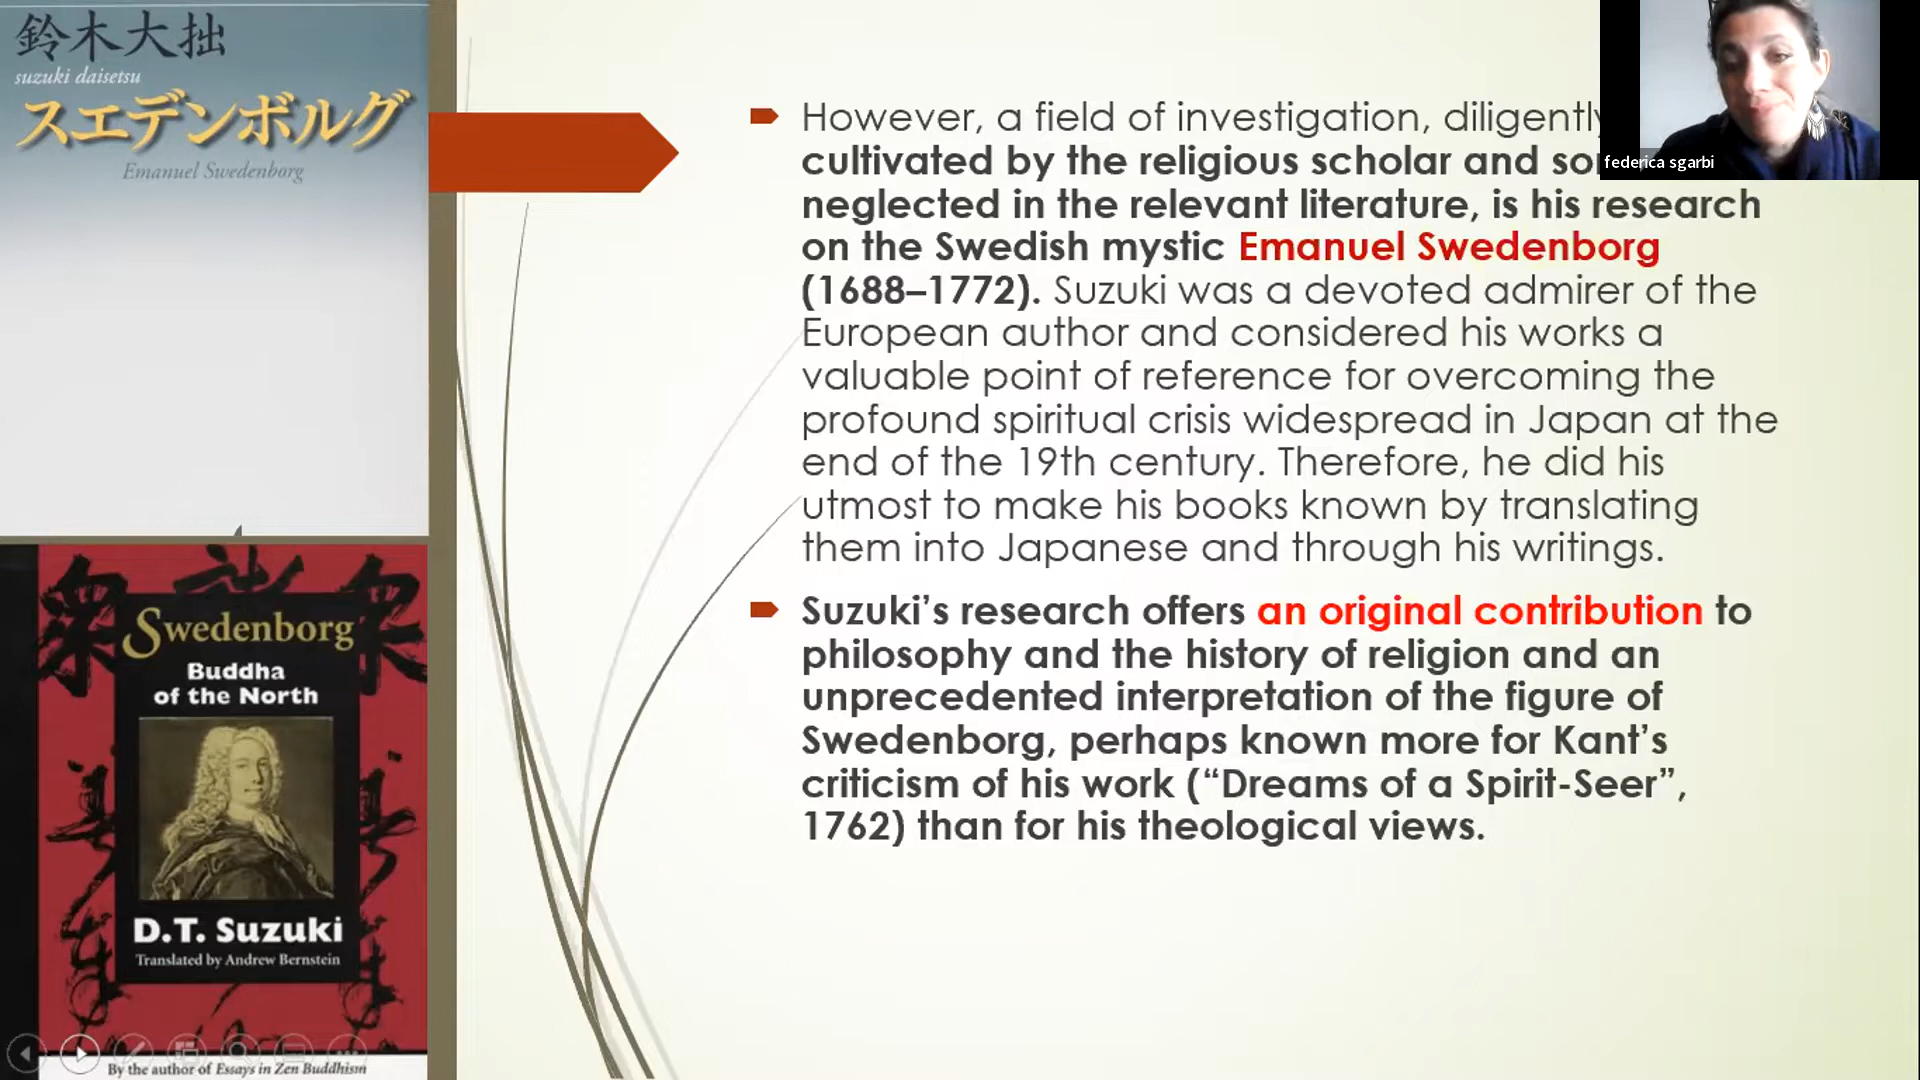 鈴木大拙
suzuki daisetsu
スエデンボルグ
Emanuel Swedenborg
Swedenborg
Buddha
of the North
D.T. Suzuki
Translated by Andrew Bernstein
By the author of Essays in Zen Buddhism
However, a field of investigation, diligently
cultivated by the religious scholar and
neglected in the relevant literature, is his research
on the Swedish mystic Emanuel Swedenborg
(1688–1772). Suzuki was a devoted admirer of the
European author and considered his works a
valuable point of reference for overcoming the
profound spiritual crisis widespread in Japan at the
end of the 19th century. Therefore, he did his
utmost to make his books known by translating
them into Japanese and through his writings.
Suzuki’s research offers an original contribution to
philosophy and the history of religion and an
unprecedented interpretation of the figure of
Swedenborg, perhaps known more for Kant’s
criticism of his work (“Dreams of a Spirit-Seer”,
1762) than for his theological views.
federica sgarbi